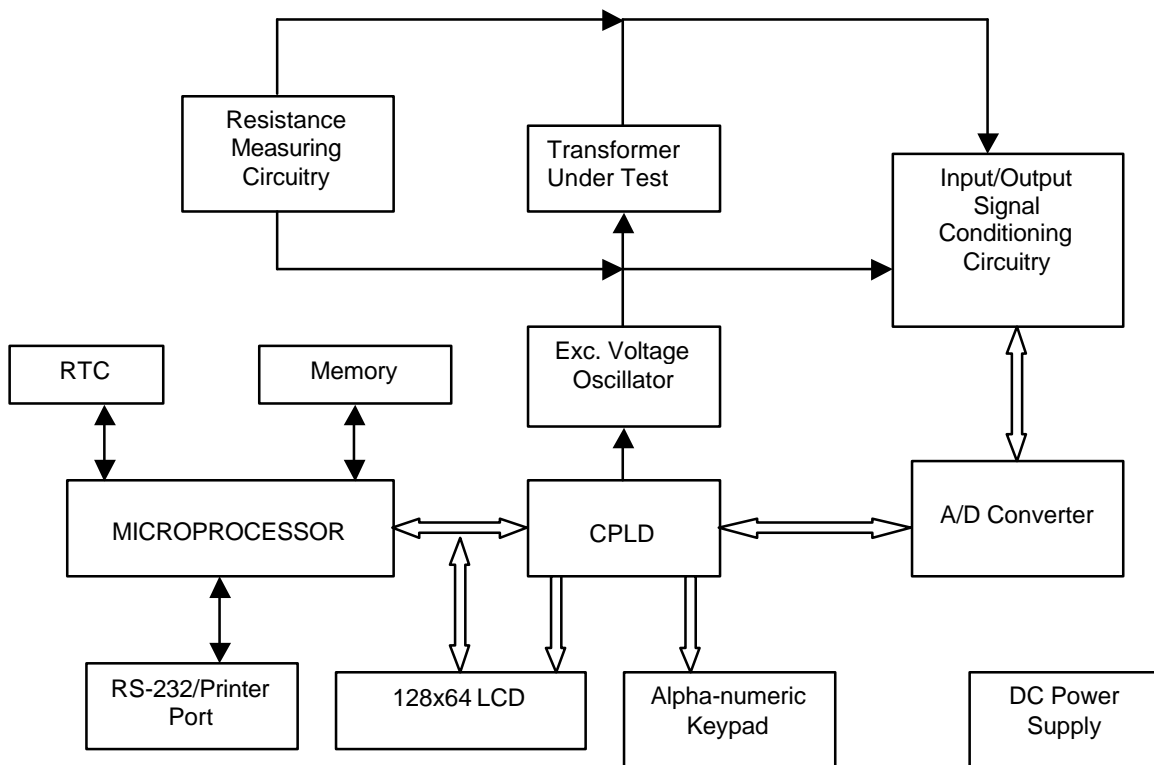 Resistance
Measuring
Circuitry
Transformer
Under Test
Input/Output
Signal
Conditioning
Circuitry
RTC
Memory
Exc. Voltage
Oscillator
MICROPROCESSOR
CPLD
A/D Converter
RS-232/Printer
Port
128x64 LCD
Alpha-numeric
Keypad
DC Power
Supply